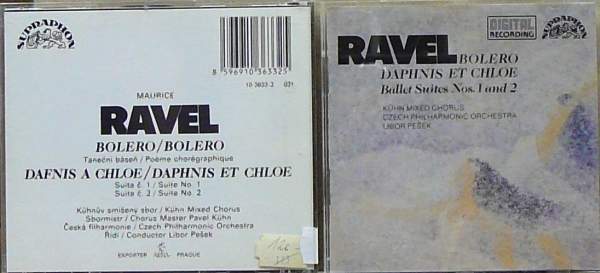 SUPRAPHON
8 596910 363325
10 3633-2 031
MAURICE
RAVEL
BOLERO/BOLERO
Taneční báseň / Poème chorégraphique
DAFNIS A CHLOE/DAPHNIS ET CHLOE
Suita č. 1 / Suite No. 1
Suita č. 2 / Suite No. 2
Kühnův smíšený sbor / Kühn Mixed Chorus
Sbormistr / Chorus Master Pavel Kühn
Česká filharmonie / Czech Philharmonic Orchestra
Řídí / Conductor Libor Pešek
EXPORTER ARTIA PRAGUE
RAVEL BOLERO
DAPHNIS ET CHLOE
Ballet Suites Nos. 1 and 2
KÜHN MIXED CHORUS
CZECH PHILHARMONIC ORCHESTRA
LIBOR PEŠEK
DIGITAL
RECORDING
SUPRAPHON